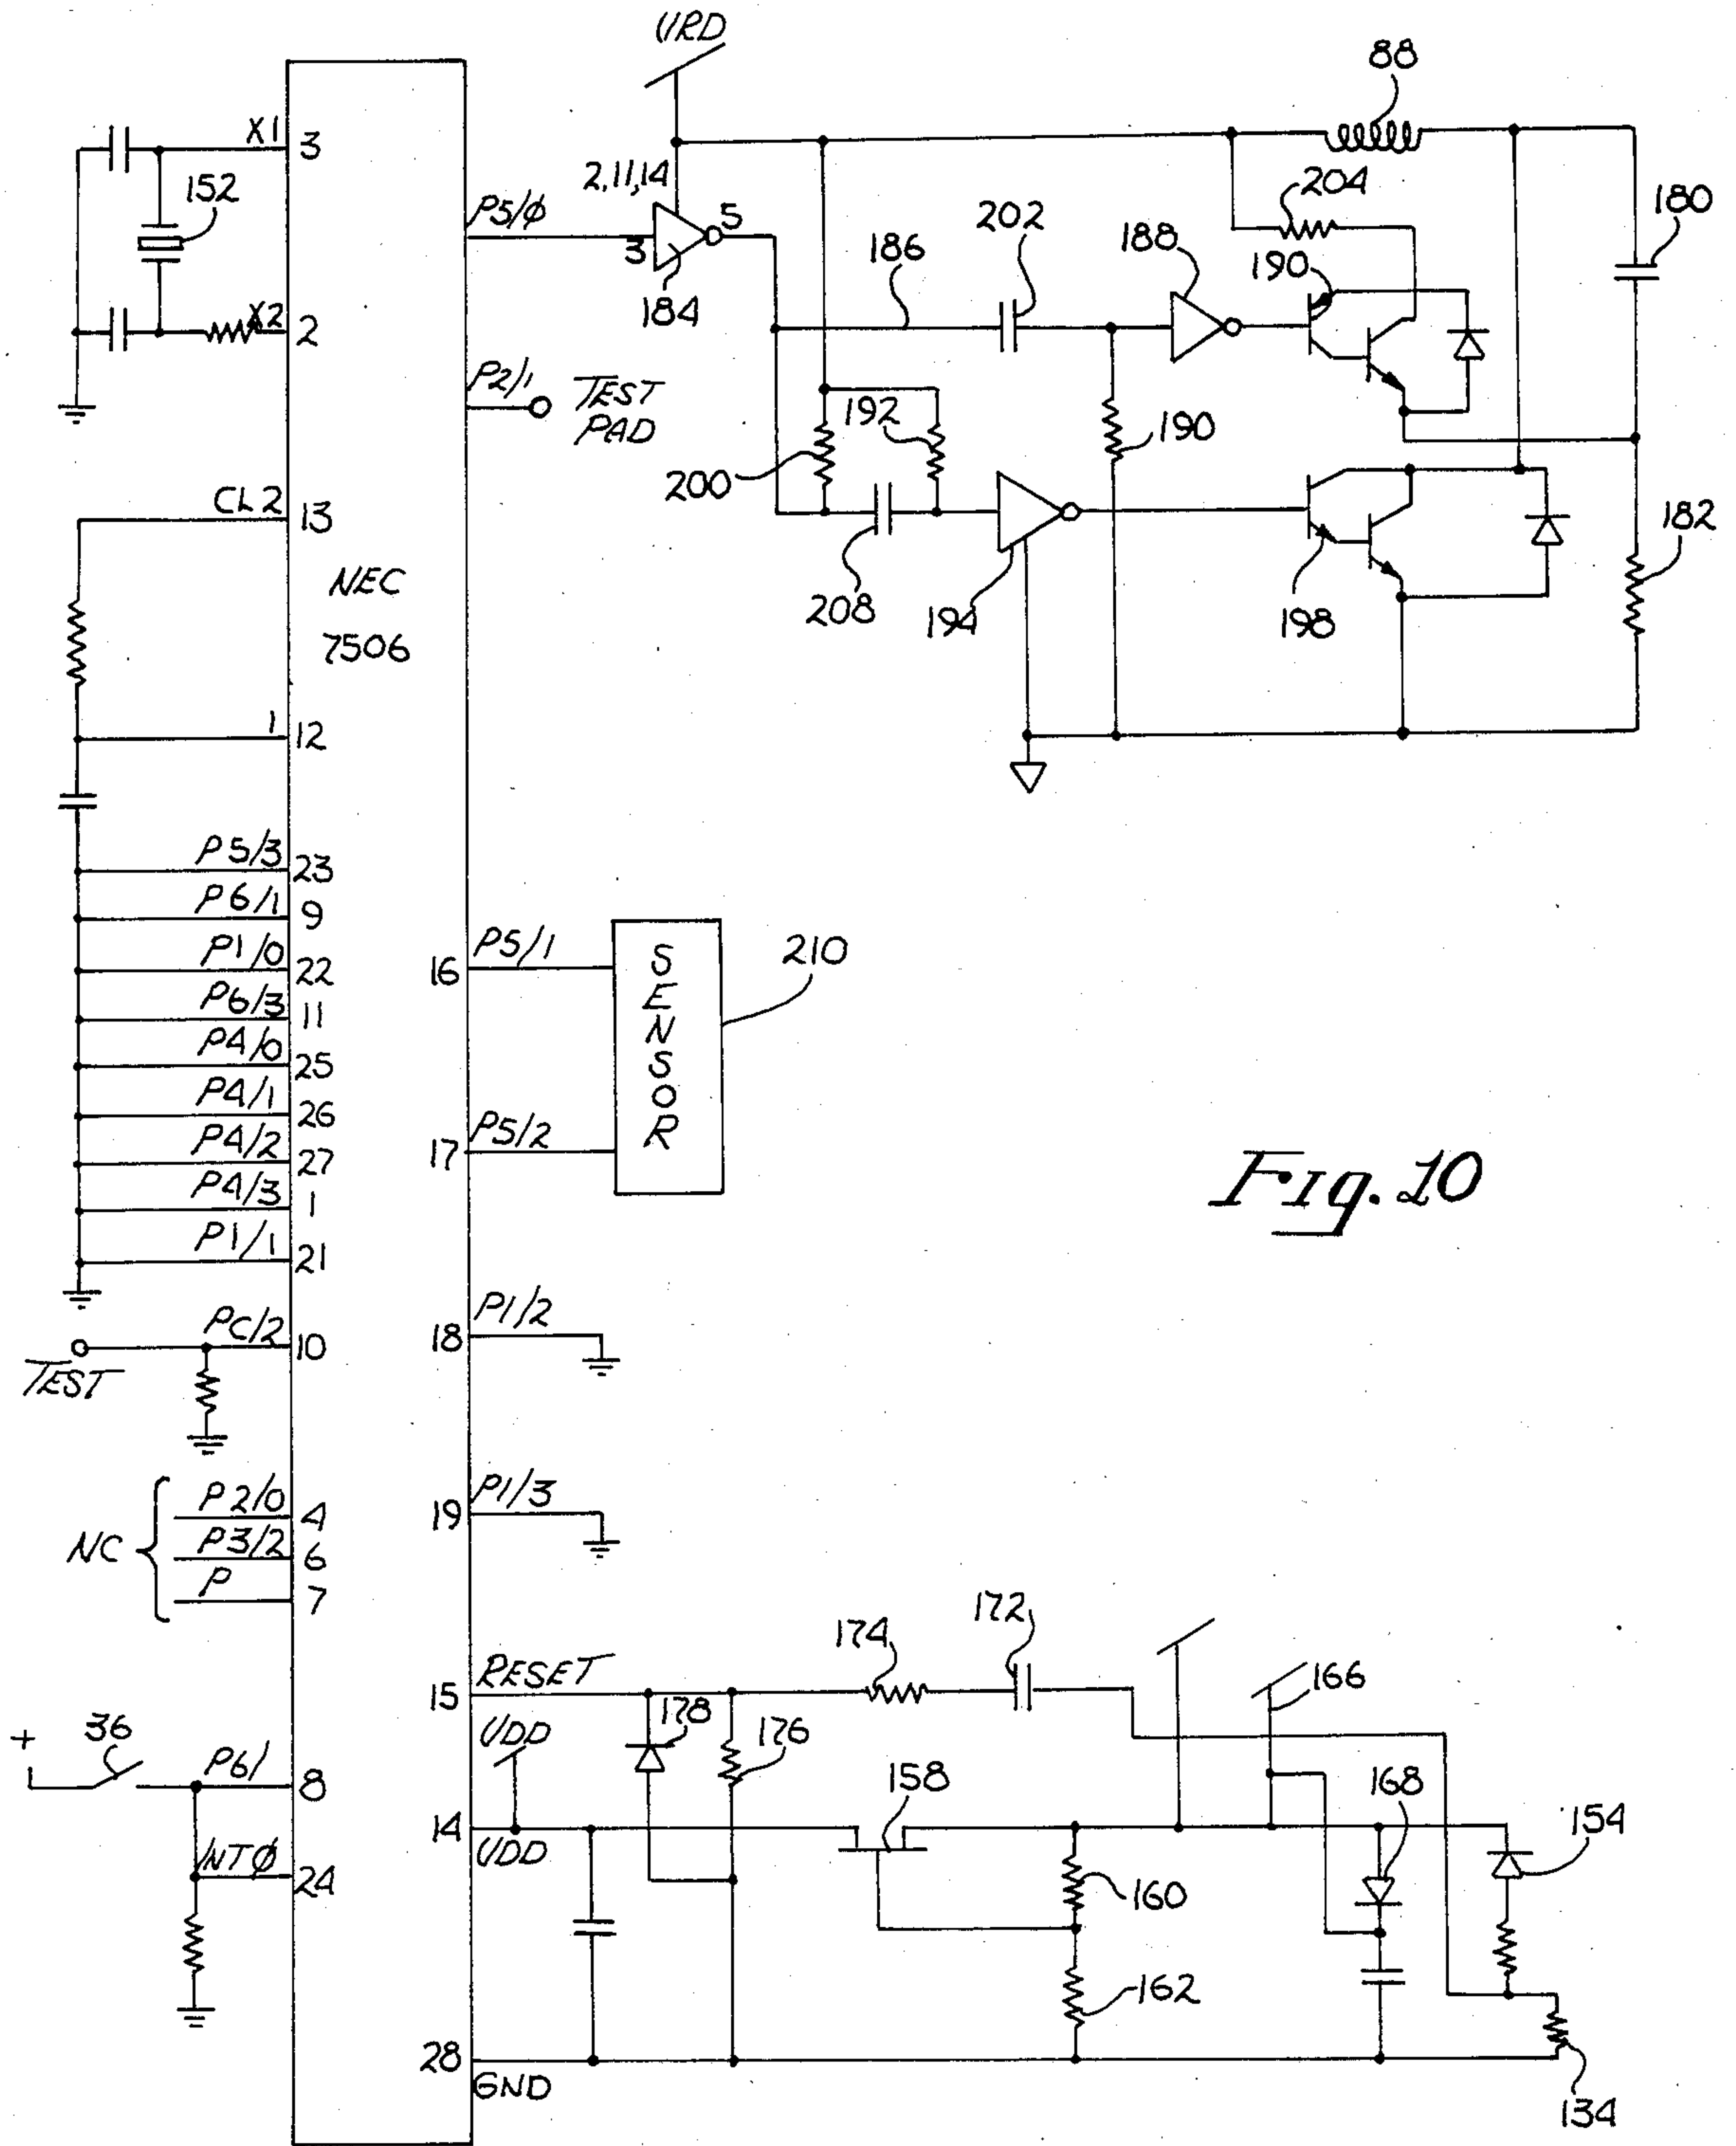 VRD
88
X1
3
152
2,11,14
204
P5/ϕ
5
202
188
180
3
186
190
184
X2
2
P2/1
TEST
PAD
192
190
200
CL2
13
182
NEC
208
194
198
7506
1
12
P5/3
23
P6/1
9
P5/1
S
E
N
S
O
R
210
P1/0
22
16
P6/3
11
P4/0
25
P4/1
26
P5/2
P4/2
27
17
Fig. 10
P4/3
1
P1/1
21
P1/2
PC/2
10
18
TEST
P1/3
P2/0
4
19
NC
P3/2
6
P
7
172
174
RESET
166
15
178
VDD
176
+
36
P6/
8
158
168
14
154
VDD
INTϕ
24
160
162
28
GND
134